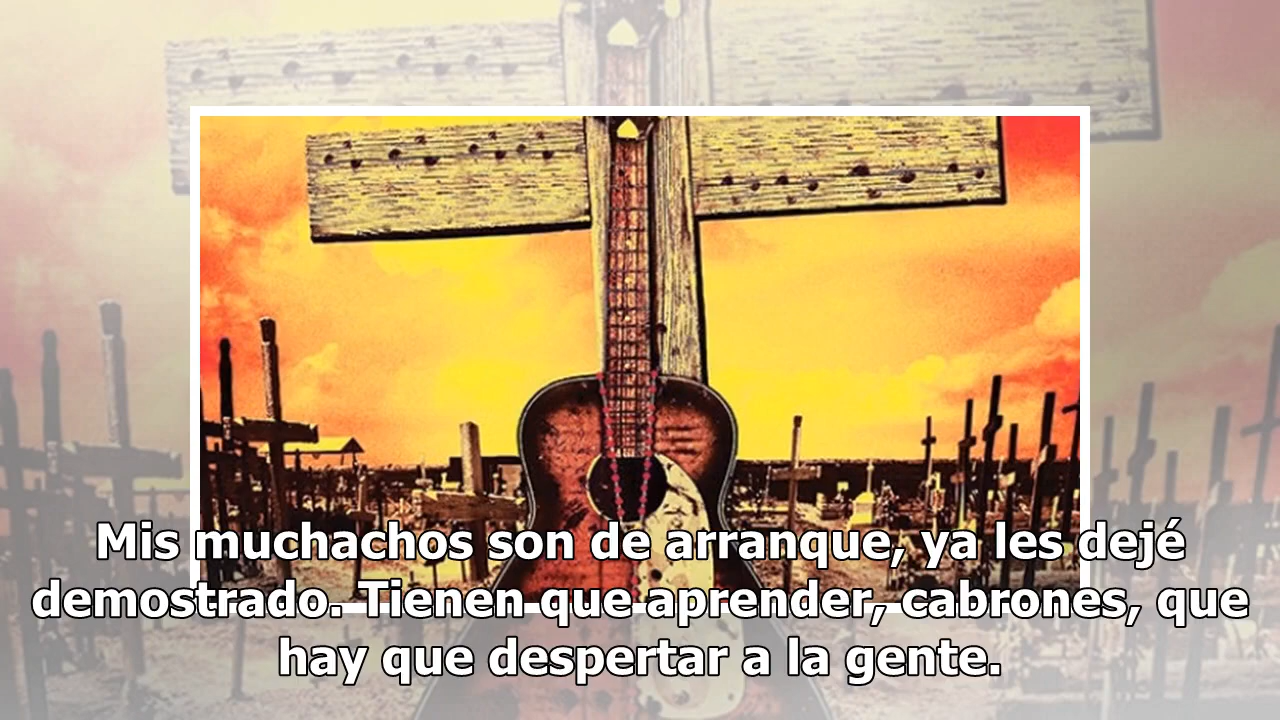 Mis muchachos son de arranque, ya les dejé
demostrado. Tienen que aprender, cabrones, que
hay que despertar a la gente.